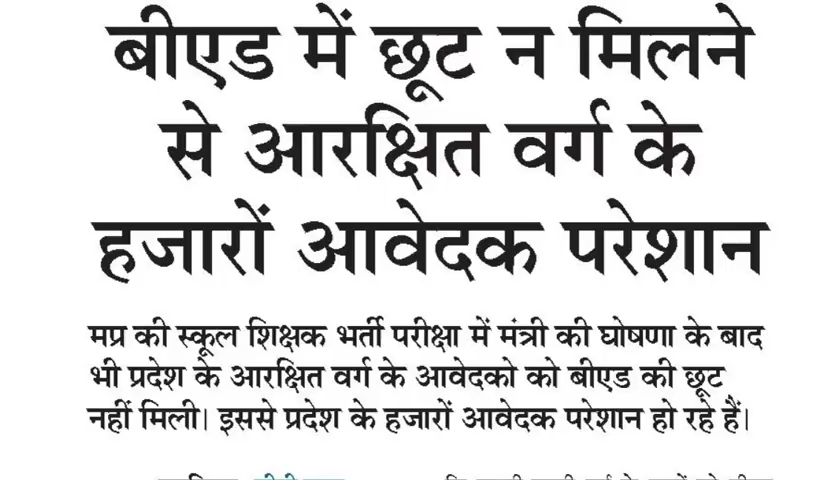 बीएड में छूट न मिलने
से आरक्षित वर्ग के
हजारों आवेदक परेशान
मप्र की स्कूल शिक्षक भर्ती परीक्षा में मंत्री की घोषणा के बाद
भी प्रदेश के आरक्षित वर्ग के आवेदको को बीएड की छूट
नहीं मिली। इससे प्रदेश के हजारों आवेदक परेशान हो रहे हैं।